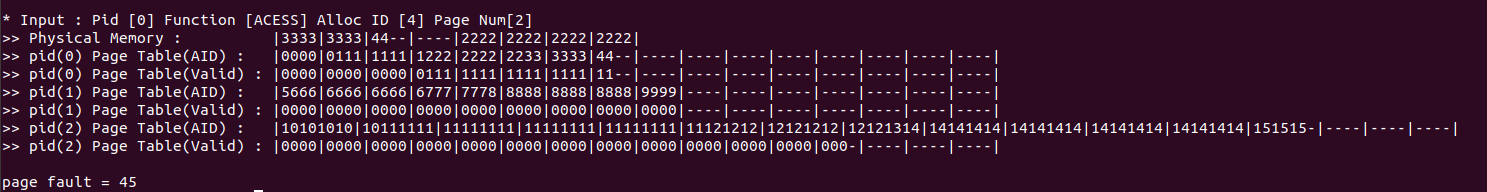 * Input : Pid [0] Function [ACESS] Alloc ID [4] Page Num[2]
>> Physical Memory :           |3333|3333|44--|----|2222|2222|2222|2222|
>> pid(0) Page Table(AID) :   |0000|0111|1111|1222|2222|2233|3333|44--|----|----|----|----|----|----|----|----|
>> pid(0) Page Table(Valid) : |0000|0000|0000|0111|1111|1111|1111|11--|----|----|----|----|----|----|----|----|
>> pid(1) Page Table(AID) :   |5666|6666|6666|6777|7778|8888|8888|8888|9999|----|----|----|----|----|----|----|
>> pid(1) Page Table(Valid) : |0000|0000|0000|0000|0000|0000|0000|0000|0000|----|----|----|----|----|----|----|
>> pid(2) Page Table(AID) :   |10101010|10111111|11111111|11111111|11111111|11121212|12121212|12121314|14141414|14141414|14141414|14141414|151515-|----|----|----|
>> pid(2) Page Table(Valid) : |0000|0000|0000|0000|0000|0000|0000|0000|0000|0000|0000|0000|000-|----|----|----|
page fault = 45